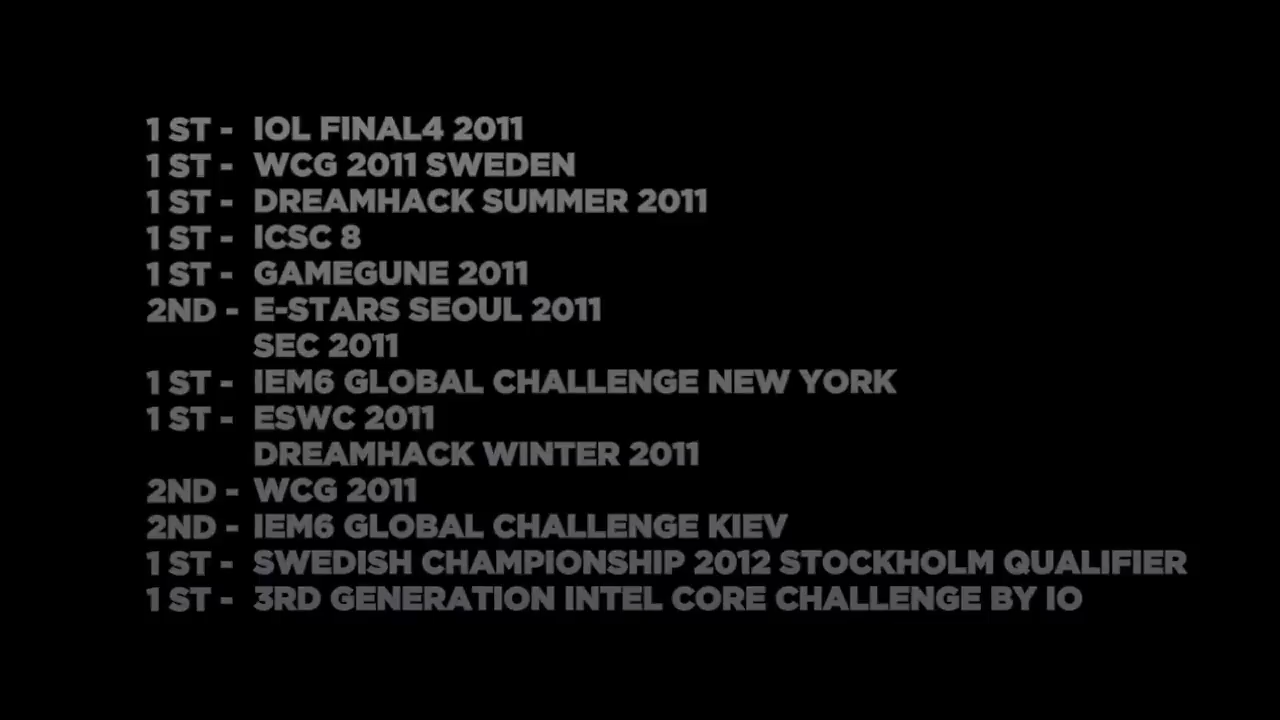 1 ST - IOL FINAL4 2011
1 ST - WCG 2011 SWEDEN
1 ST - DREAMHACK SUMMER 2011
1 ST - ICSC 8
1 ST - GAMEGUNE 2011
2ND - E-STARS SEOUL 2011
SEC 2011
1 ST - IEM6 GLOBAL CHALLENGE NEW YORK
1 ST - ESWC 2011
DREAMHACK WINTER 2011
2ND - WCG 2011
2ND - IEM6 GLOBAL CHALLENGE KIEV
1 ST - SWEDISH CHAMPIONSHIP 2012 STOCKHOLM QUALIFIER
1 ST - 3RD GENERATION INTEL CORE CHALLENGE BY IO